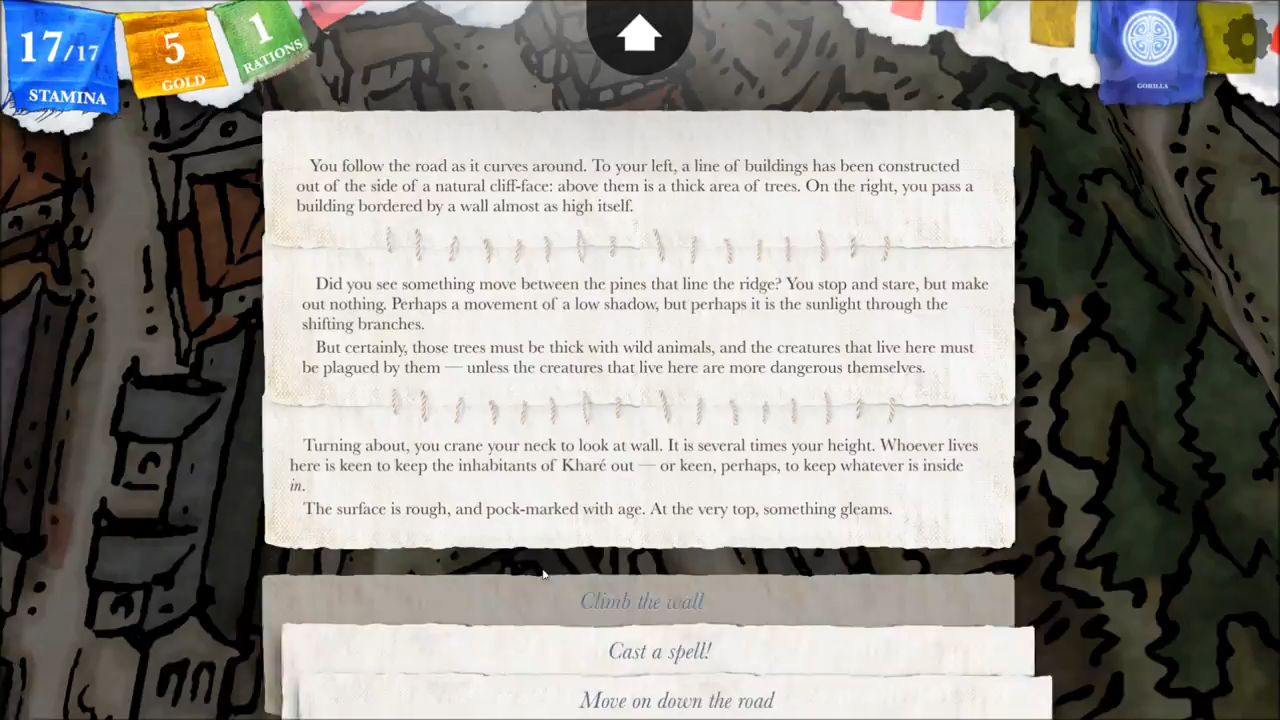 17/17
STAMINA
5
GOLD
1
RATIONS
GORILLA
You follow the road as it curves around. To your left, a line of buildings has been constructed
out of the side of a natural cliff-face: above them is a thick area of trees. On the right, you pass a
building bordered by a wall almost as high itself.
Did you see something move between the pines that line the ridge? You stop and stare, but make
out nothing. Perhaps a movement of a low shadow, but perhaps it is the sunlight through the
shifting branches.
But certainly, those trees must be thick with wild animals, and the creatures that live here must
be plagued by them — unless the creatures that live here are more dangerous themselves.
Turning about, you crane your neck to look at wall. It is several times your height. Whoever lives
here is keen to keep the inhabitants of Kharé out — or keen, perhaps, to keep whatever is inside
in.
The surface is rough, and pock-marked with age. At the very top, something gleams.
Climb the wall
Cast a spell!
Move on down the road